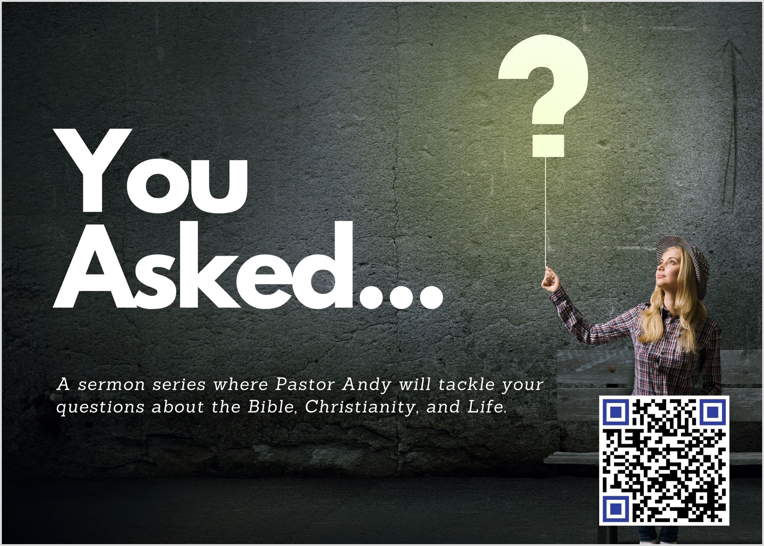 ?
You
Asked...
A sermon series where Pastor Andy will tackle your
questions about the Bible, Christianity, and Life.